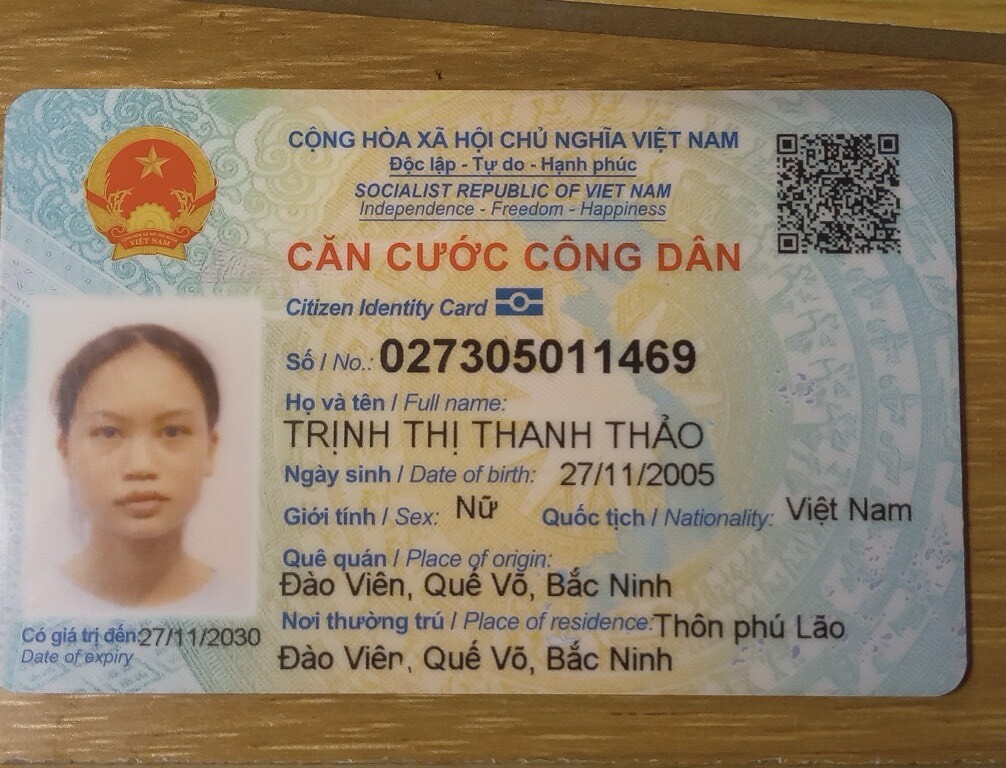 CỘNG HÒA XÃ HỘI CHỦ NGHĨA VIỆT NAM
Độc lập - Tự do - Hạnh phúc
SOCIALIST REPUBLIC OF VIET NAM
Independence - Freedom - Happiness
CĂN CƯỚC CÔNG DÂN
Citizen Identity Card
Số / No.: 027305011469
Họ và tên / Full name:
TRỊNH THỊ THANH THẢO
Ngày sinh / Date of birth: 27/11/2005
Giới tính / Sex: Nữ Quốc tịch / Nationality: Việt Nam
Quê quán / Place of origin:
Đào Viên, Quế Võ, Bắc Ninh
Nơi thường trú / Place of residence: Thôn phú Lão
Đào Viên, Quế Võ, Bắc Ninh
Có giá trị đến: 27/11/2030
Date of expiry
VIỆT NAM